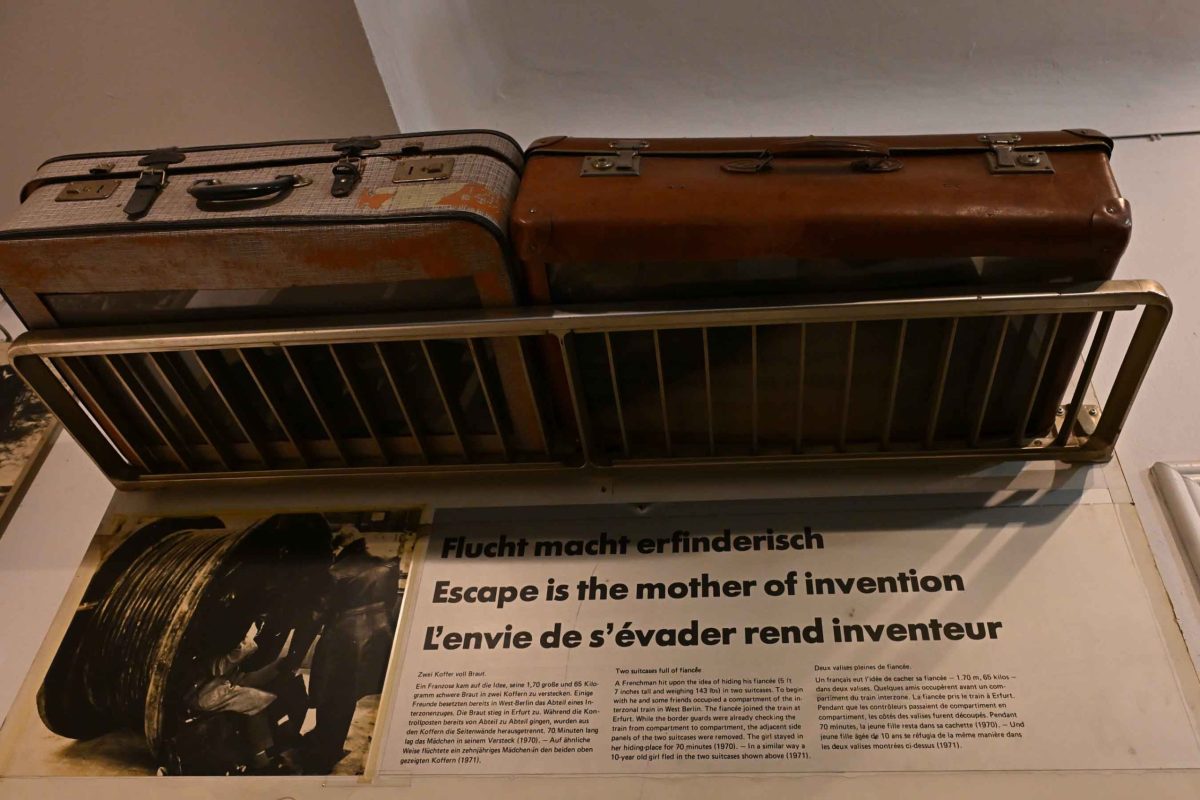 Flucht macht erfinderisch
Escape is the mother of invention
L'envie de s'évader rend inventeur
Zwei Koffer voll Braut.
Ein Franzose kam auf die Idee, seine 1,70 große und 65 Kilo-
gramm schwere Braut in zwei Koffern zu verstecken. Einige
Freunde besetzten bereits in West-Berlin das Abteil eines In-
terzonenzuges. Die Braut stieg in Erfurt zu. Während die Kon-
trollposten bereits von Abteil zu Abteil gingen, wurden aus
den Koffern die Seitenwände herausgetrennt. 70 Minuten lang
lag das Mädchen in seinem Versteck (1970). — Auf ähnliche
Weise flüchtete ein zehnjähriges Mädchen in den beiden oben
gezeigten Koffern (1971).
Two suitcases full of fiancée
A Frenchman hit upon the idea of hiding his fiancée (5 ft
7 inches tall and weighing 143 lbs) in two suitcases. To begin
with he and some friends occupied a compartment of the in-
terzonal train in West Berlin. The fiancée joined the train at
Erfurt. While the border guards were already checking the
train from compartment to compartment, the adjacent side
panels of the two suitcases were removed. The girl stayed in
her hiding-place for 70 minutes (1970). — In a similar way a
10-year old girl fled in the two suitcases shown above (1971).
Deux valises pleines de fiancée.
Un français eut l'idée de cacher sa fiancée — 1.70 m, 65 kilos —
dans deux valises. Quelques amis occupèrent avant un com-
partiment du train interzone. La fiancée pris le train à Erfurt.
Pendant que les contrôleurs passaient de compartiment en
compartiment, les côtés des valises furent découpés. Pendant
70 minutes, la jeune fille resta dans sa cachette (1970). — Und
jeune fille âgée de 10 ans se réfugia de la même manière dans
les deux valises montrées ci-dessus (1971).